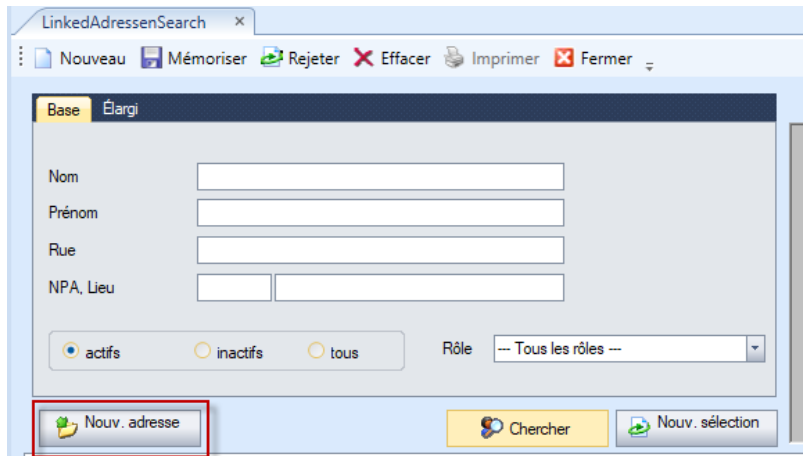 LinkedAdressenSearch ×
Nouveau Mémoriser Rejeter Effacer Imprimer Fermer
Base Élargi
Nom
Prénom
Rue
NPA, Lieu
actifs inactifs tous Rôle --- Tous les rôles ---
Nouv. adresse Chercher Nouv. sélection